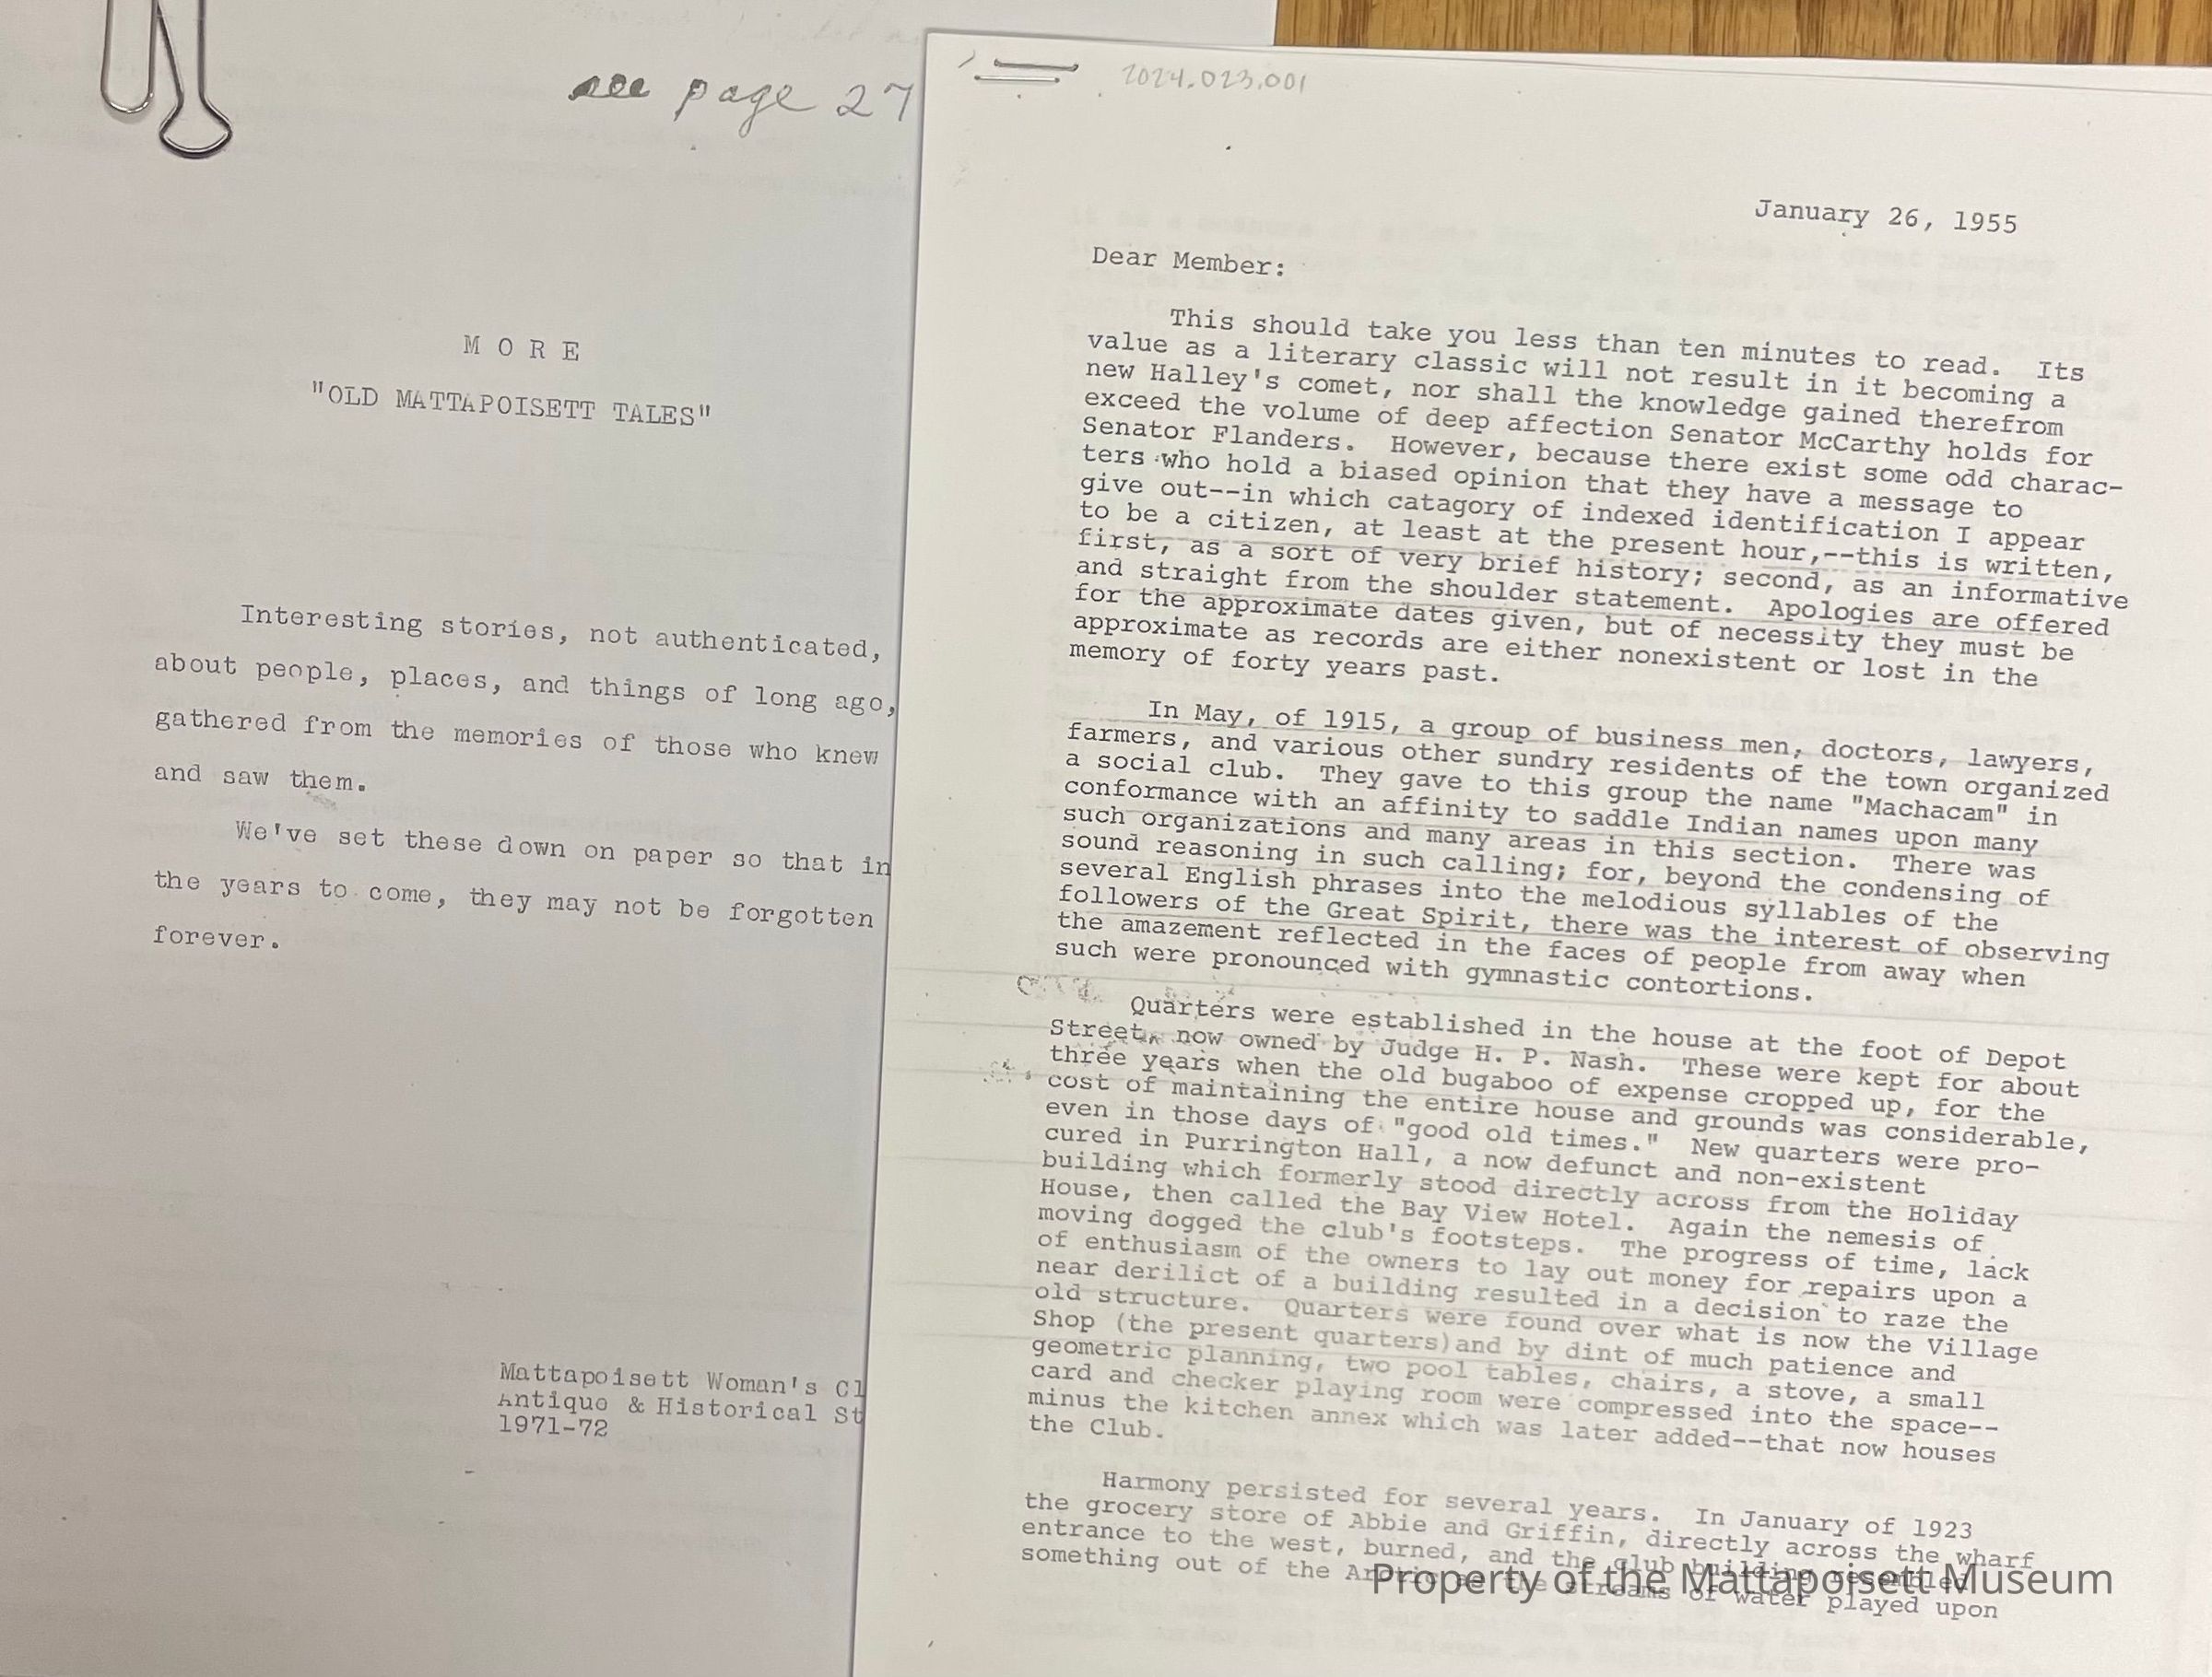 see page 27
M O R E
"OLD MATTAPOISETT TALES"
Interesting stories, not authenticated,
about people, places, and things of long ago,
gathered from the memories of those who knew
and saw them.
We've set these down on paper so that in
the years to come, they may not be forgotten
forever.
Mattapoisett Woman's Cl
Antique & Historical St
1971-72
2024.023.001
January 26, 1955
Dear Member:
This should take you less than ten minutes to read. Its
value as a literary classic will not result in it becoming a
new Halley's comet, nor shall the knowledge gained therefrom
exceed the volume of deep affection Senator McCarthy holds for
Senator Flanders. However, because there exist some odd charac-
ters who hold a biased opinion that they have a message to
give out--in which catagory of indexed identification I appear
to be a citizen, at least at the present hour,--this is written,
first, as a sort of very brief history; second, as an informative
and straight from the shoulder statement. Apologies are offered
for the approximate dates given, but of necessity they must be
approximate as records are either nonexistent or lost in the
memory of forty years past.
In May, of 1915, a group of business men, doctors, lawyers,
farmers, and various other sundry residents of the town organized
a social club. They gave to this group the name "Machacam" in
conformance with an affinity to saddle Indian names upon many
such organizations and many areas in this section. There was
sound reasoning in such calling; for, beyond the condensing of
several English phrases into the melodious syllables of the
followers of the Great Spirit, there was the interest of observing
the amazement reflected in the faces of people from away when
such were pronounced with gymnastic contortions.
Quarters were established in the house at the foot of Depot
Street, now owned by Judge H. P. Nash. These were kept for about
three years when the old bugaboo of expense cropped up, for the
cost of maintaining the entire house and grounds was considerable,
even in those days of "good old times." New quarters were pro-
cured in Purrington Hall, a now defunct and non-existent
building which formerly stood directly across from the Holiday
House, then called the Bay View Hotel. Again the nemesis of
moving dogged the club's footsteps. The progress of time, lack
of enthusiasm of the owners to lay out money for repairs upon a
near derilict of a building resulted in a decision to raze the
old structure. Quarters were found over what is now the Village
Shop (the present quarters)and by dint of much patience and
geometric planning, two pool tables, chairs, a stove, a small
card and checker playing room were compressed into the space--
minus the kitchen annex which was later added--that now houses
the Club.
Harmony persisted for several years. In January of 1923
the grocery store of Abbie and Griffin, directly across the wharf
entrance to the west, burned, and the club building resembled
something out of the Arctic as the streams of water played upon
Property of the Mattapoisett Museum